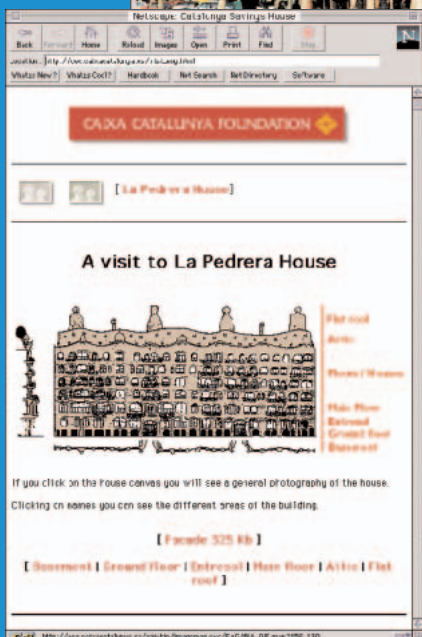 Netscape: Catalunya Savings House
Back Forward Home Reload Images Open Print Find Stop
What's New? What's Cool? Handbook Net Search Net Directory Software
CAIXA CATALUNYA FOUNDATION
[ La Pedrera House]
A visit to La Pedrera House
Flat roof
Attic
Main floor
Entresol
Ground floor
Basement
If you click on the house canvas you will see a general photography of the house.
Clicking on names you can see the different areas of the building.
[ Facade 325 Kb ]
[ Basement | Ground floor | Entresol | Main floor | Attic | Flat
roof ]